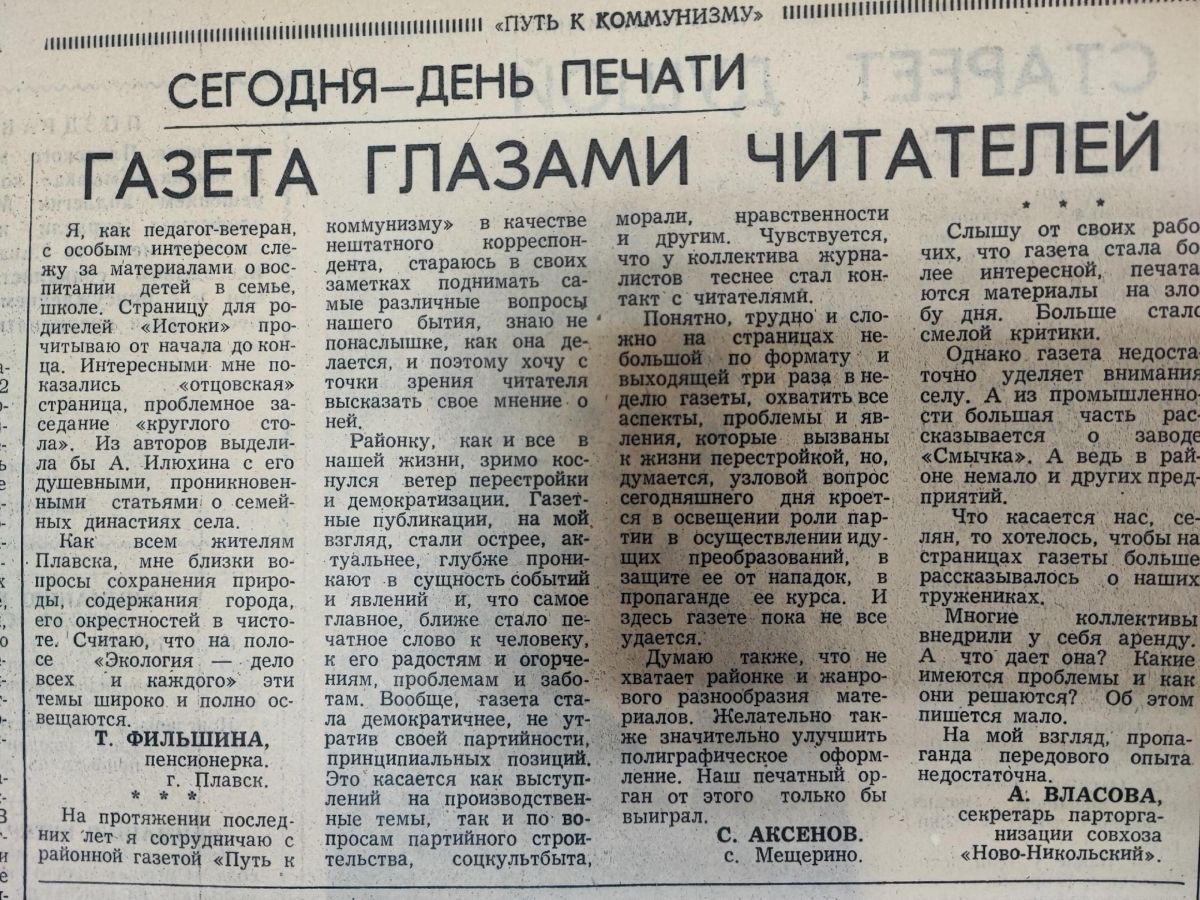 «ПУТЬ К КОММУНИЗМУ»
СЕГОДНЯ—ДЕНЬ ПЕЧАТИ
ГАЗЕТА ГЛАЗАМИ ЧИТАТЕЛЕЙ
Я, как педагог-ветеран,
с особым интересом сле-
жу за материалами о вос-
питании детей в семье,
школе. Страницу для ро-
дителей «Истоки» про-
читываю от начала до кон-
ца. Интересными мне по-
казались «отцовская»
страница, проблемное за-
седание «круглого сто-
ла». Из авторов выдели-
ла бы А. Илюхина с его
душевными, проникновен-
ными статьями о семей-
ных династиях села.
Как всем жителям
Плавска, мне близки во-
просы сохранения приро-
ды, содержания города,
его окрестностей в чисто-
те. Считаю, что на поло-
се «Экология — дело
всех и каждого» эти
темы широко и полно ос-
вещаются.
Т. ФИЛЬШИНА,
пенсионерка.
г. Плавск.
* * *
На протяжении послед-
них лет я сотрудничаю с
районной газетой «Путь к
коммунизму» в качестве
нештатного корреспон-
дента, стараюсь в своих
заметках поднимать са-
мые различные вопросы
нашего бытия, знаю не
понаслышке, как она де-
лается, и поэтому хочу с
точки зрения читателя
высказать свое мнение о
ней.
Районку, как и все в
нашей жизни, зримо кос-
нулся ветер перестройки
и демократизации. Газет-
ные публикации, на мой
взгляд, стали острее, ак-
туальнее, глубже прони-
кают в сущность событий
и явлений и, что самое
главное, ближе стало пе-
чатное слово к человеку,
к его радостям и огорче-
ниям, проблемам и забо-
там. Вообще, газета ста-
ла демократичнее, не ут-
ратив своей партийности,
принципиальных позиций.
Это касается как выступ-
лений на производствен-
ные темы, так и по во-
просам партийного строи-
тельства, соцкультбыта,
морали, нравственности
и другим. Чувствуется,
что у коллектива журна-
листов теснее стал кон-
такт с читателями.
Понятно, трудно и сло-
жно на страницах не-
большой по формату и
выходящей три раза в не-
делю газеты, охватить все
аспекты, проблемы и яв-
ления, которые вызваны
к жизни перестройкой, но,
думается, узловой вопрос
сегодняшнего дня кроет-
ся в освещении роли пар-
тии в осуществлении иду-
щих преобразований, в
защите ее от нападок, в
пропаганде ее курса. И
здесь газете пока не все
удается.
Думаю также, что не
хватает районке и жанро-
вого разнообразия мате-
риалов. Желательно так-
же значительно улучшить
полиграфическое оформ-
ление. Наш печатный ор-
ган от этого только бы
выиграл.
С. АКСЕНОВ.
с. Мещерино.
* * *
Слышу от своих рабо
чих, что газета стала бо
лее интересной, печата
ются материалы на зло
бу дня. Больше стало
смелой критики.
Однако газета недоста
точно уделяет внимания
селу. А из промышленно-
сти большая часть рас-
сказывается о заводе
«Смычка». А ведь в рай-
оне немало и других пред-
приятий.
Что касается нас, се-
лян, то хотелось, чтобы на
страницах газеты больше
рассказывалось о наших
тружениках.
Многие коллективы
внедрили у себя аренду.
А что дает она? Какие
имеются проблемы и как
они решаются? Об этом
пишется мало.
На мой взгляд, пропа-
ганда передового опыта
недостаточна.
А. ВЛАСОВА,
секретарь парторга-
низации совхоза
«Ново-Никольский».